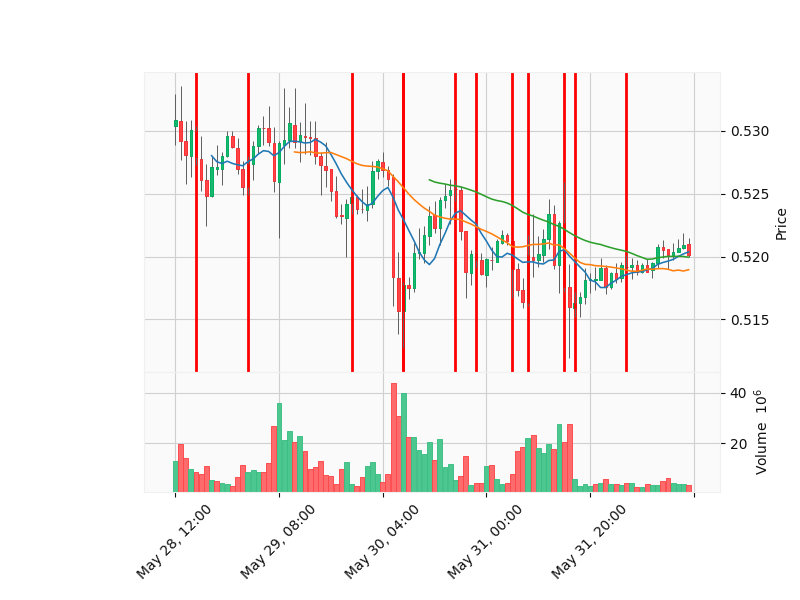 0.530
0.525
0.520
0.515
Price
40
20
Volume 10^6
May 28, 12:00
May 29, 08:00
May 30, 04:00
May 31, 00:00
May 31, 20:00